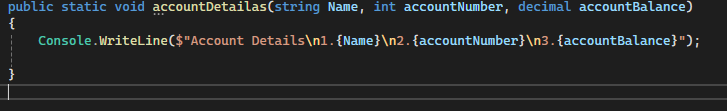 public static void accountDetailas(string Name, int accountNumber, decimal accountBalance)
{
Console.WriteLine($"Account Details\n1.{Name}\n2.{accountNumber}\n3.{accountBalance}");
}